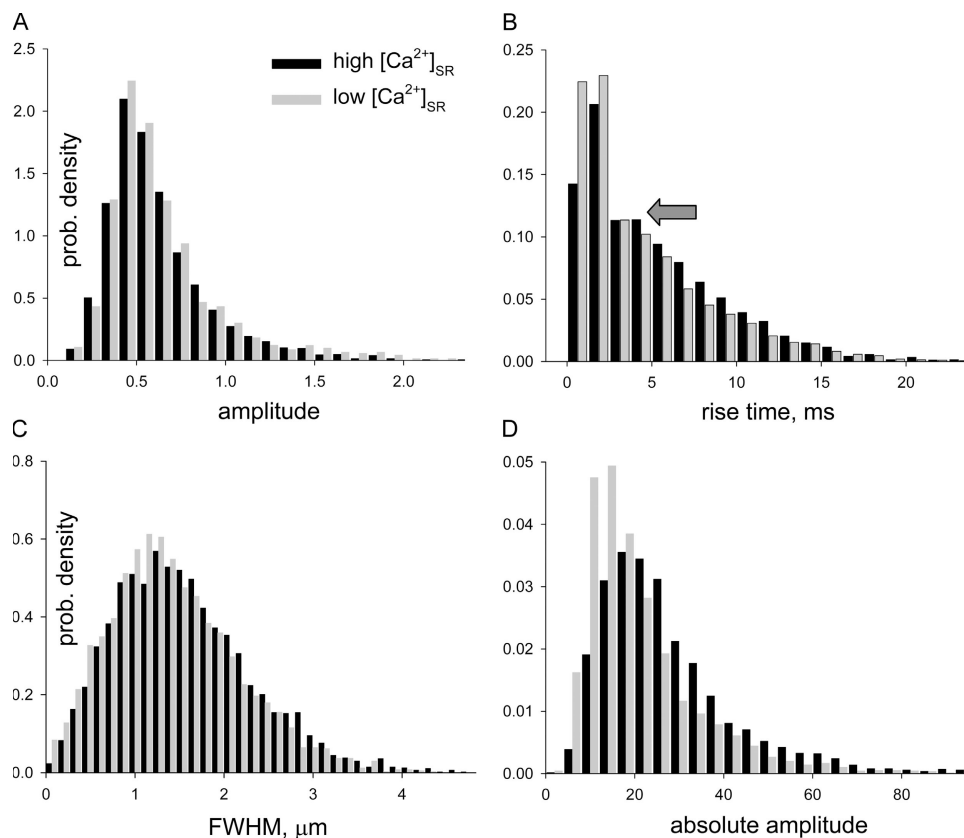 A
B
2.5
2.0
1.5
1.0
0.5
0.0
prob. density
high [Ca²⁺]SR
low [Ca²⁺]SR
0.0 0.5 1.0 1.5 2.0
amplitude
0.25
0.20
0.15
0.10
0.05
0.00
0 5 10 15 20
rise time, ms
C
D
0.8
0.6
0.4
0.2
0.0
prob. density
0 1 2 3 4
FWHM, μm
0.05
0.04
0.03
0.02
0.01
0.00
0 20 40 60 80
absolute amplitude